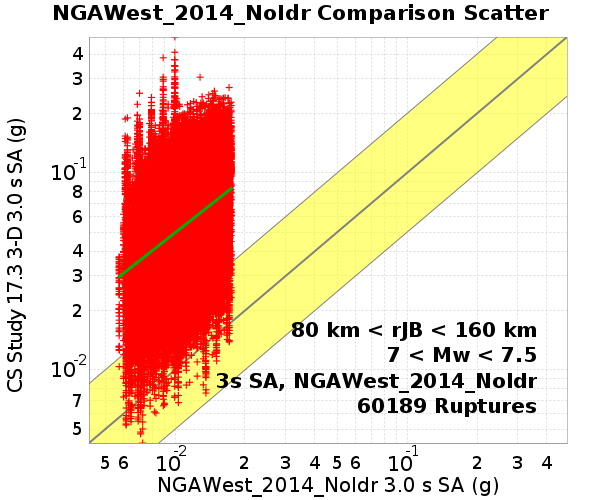 NGAWest_2014_NoIdr Comparison Scatter
CS Study 17.3 3-D 3.0 s SA (g)
4
3
2
10-1
8
6
4
3
2
10-2
7
5
80 km < rJB < 160 km
7 < Mw < 7.5
3s SA, NGAWest_2014_NoIdr
60189 Ruptures
5 6 10-2 2 3 4 5 6 10-1 2 3 4
NGAWest_2014_NoIdr 3.0 s SA (g)